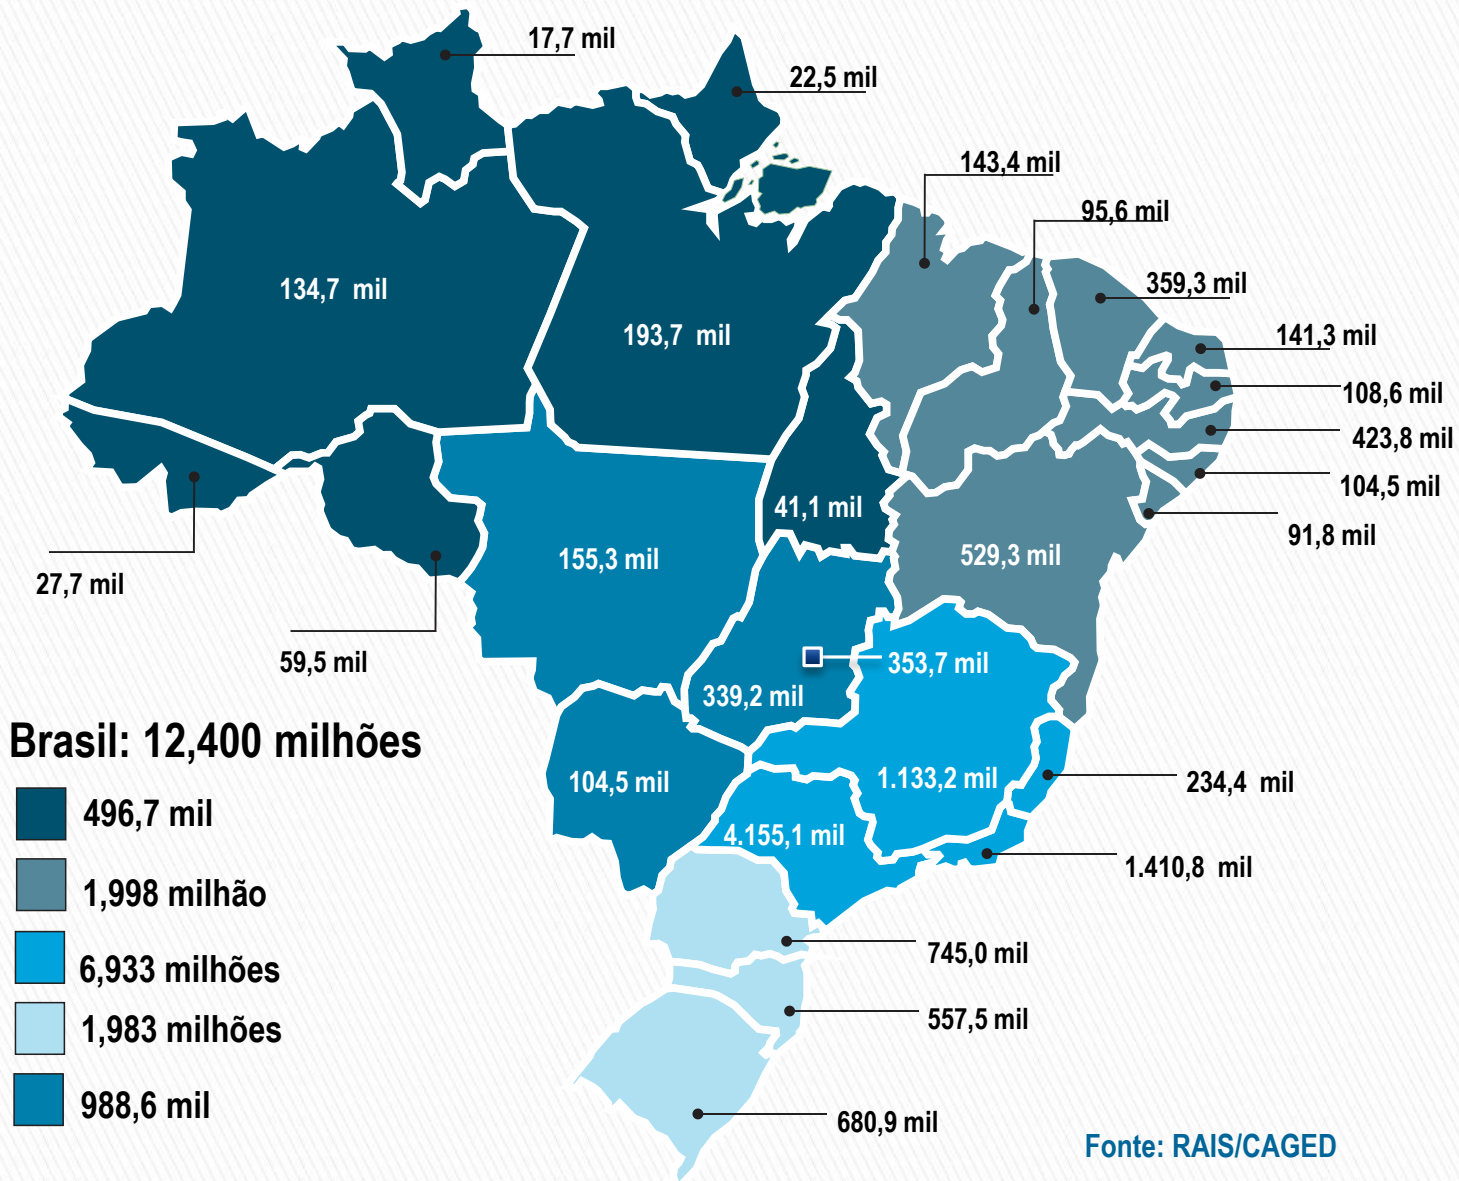 17,7 mil
22,5 mil
143,4 mil
95,6 mil
359,3 mil
134,7 mil
193,7 mil
141,3 mil
108,6 mil
423,8 mil
104,5 mil
41,1 mil
91,8 mil
155,3 mil
529,3 mil
27,7 mil
59,5 mil
353,7 mil
339,2 mil
Brasil: 12,400 milhões
104,5 mil
1.133,2 mil
234,4 mil
496,7 mil
4.155,1 mil
1.410,8 mil
1,998 milhão
745,0 mil
6,933 milhões
557,5 mil
1,983 milhões
988,6 mil
680,9 mil
Fonte: RAIS/CAGED